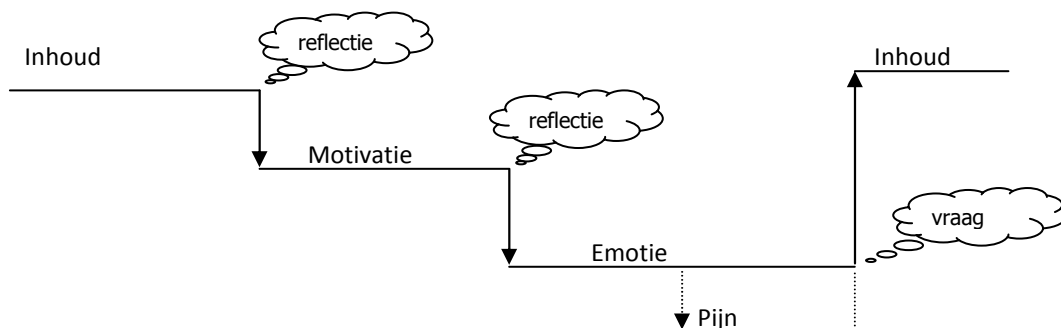 Inhoud
reflectie
Inhoud
reflectie
Motivatie
vraag
Emotie
Pijn